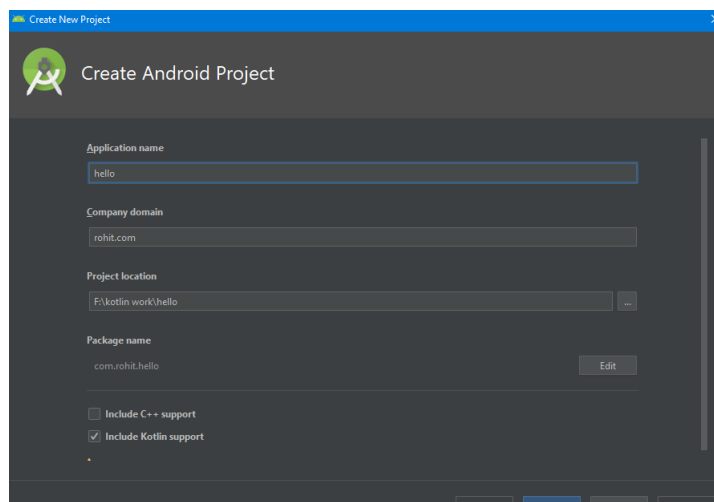 Create New Project
Create Android Project
Application name
hello
Company domain
rohit.com
Project location
F:\kotlin work\hello
...
Package name
com.rohit.hello
Edit
Include C++ support
Include Kotlin support